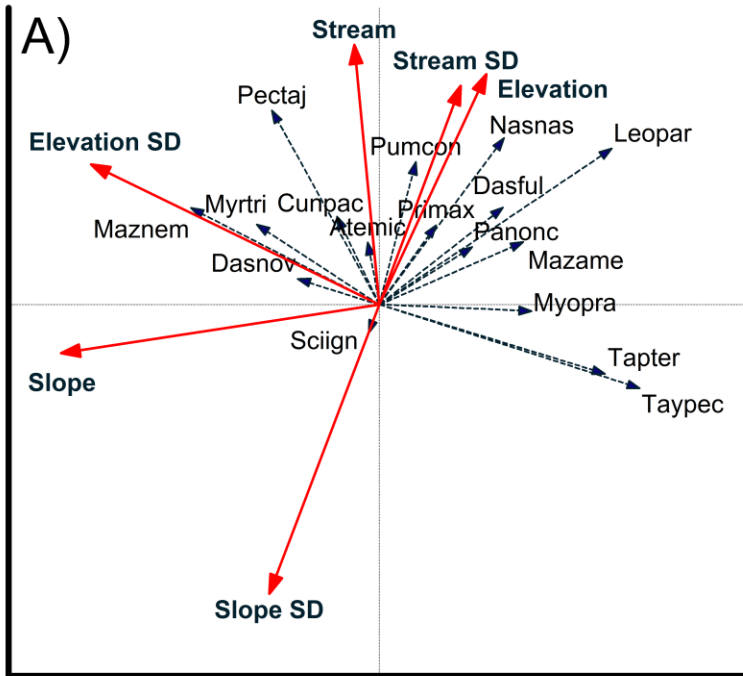 A)
Stream
Stream SD
Elevation
Pectaj
Nasnas
Leopar
Elevation SD
Pumcon
Dasful
Myrtri
Cunpac
Primax
Maznem
Atemic
Panonc
Dasnov
Mazame
Myopra
Sciign
Tapter
Slope
Taypec
Slope SD